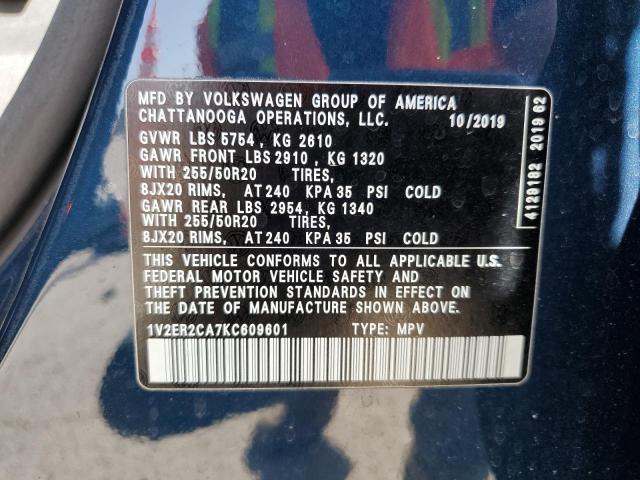 MFD BY VOLKSWAGEN GROUP OF AMERICA
CHATTANOOGA OPERATIONS, LLC. 10/2019
GVWR LBS 5754 , KG 2610
GAWR FRONT LBS 2910 , KG 1320
WITH 255/50R20 TIRES,
8JX20 RIMS, AT 240 KPA 35 PSI COLD
GAWR REAR LBS 2954 , KG 1340
WITH 255/50R20 TIRES,
8JX20 RIMS, AT 240 KPA 35 PSI COLD
THIS VEHICLE CONFORMS TO ALL APPLICABLE U.S.
FEDERAL MOTOR VEHICLE SAFETY AND
THEFT PREVENTION STANDARDS IN EFFECT ON
THE DATE OF MANUFACTURE SHOWN ABOVE.
1V2ER2CA7KC609601 TYPE: MPV
4129182 2019 62